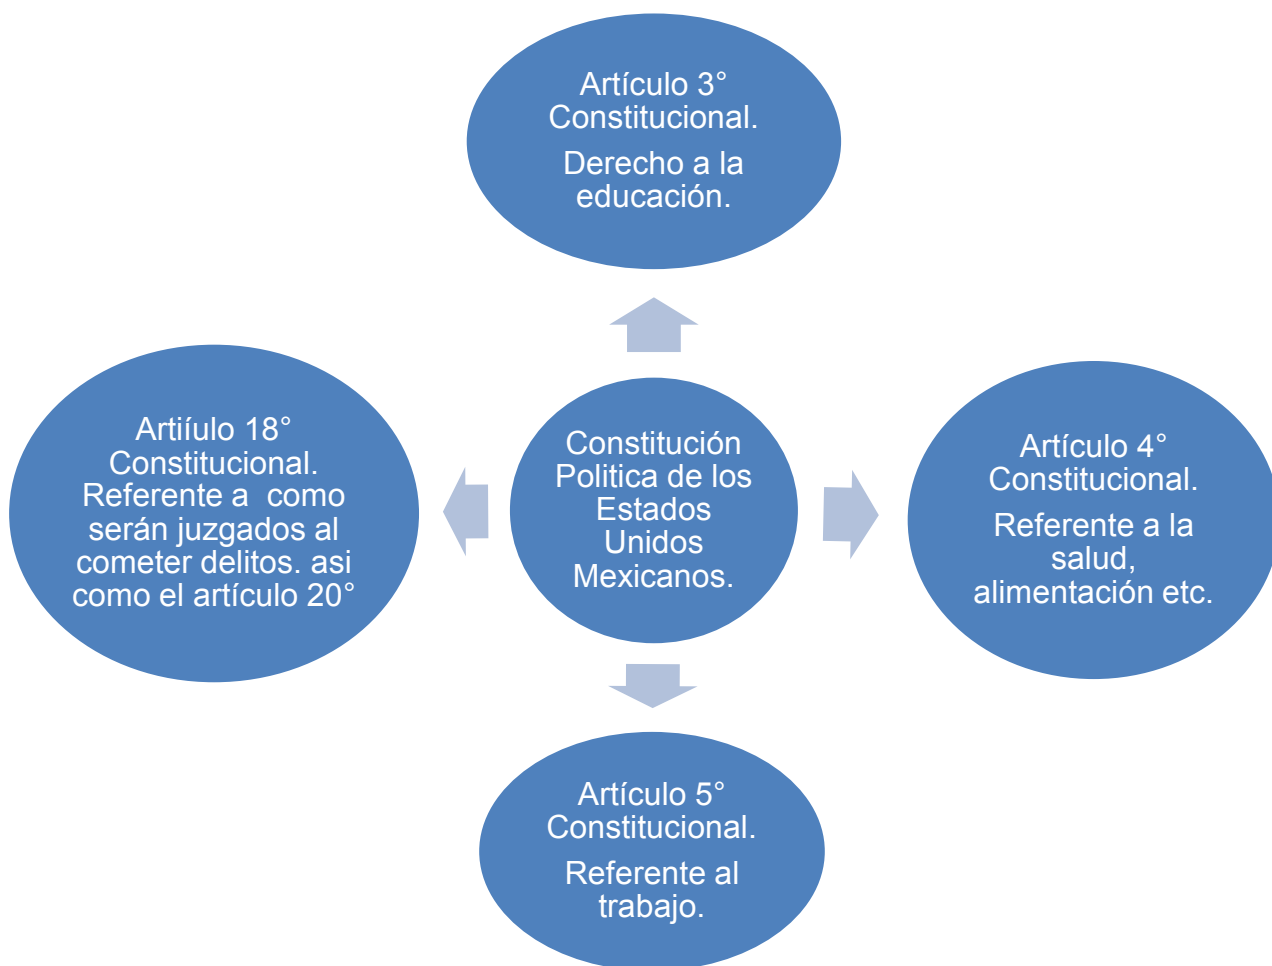 Artículo 3°
Constitucional.
Derecho a la
educación.
Artiíulo 18°
Constitucional.
Referente a  como
serán juzgados al
cometer delitos. asi
como el artículo 20°
Constitución
Politica de los
Estados
Unidos
Mexicanos.
Artículo 4°
Constitucional.
Referente a la
salud,
alimentación etc.
Artículo 5°
Constitucional.
Referente al
trabajo.